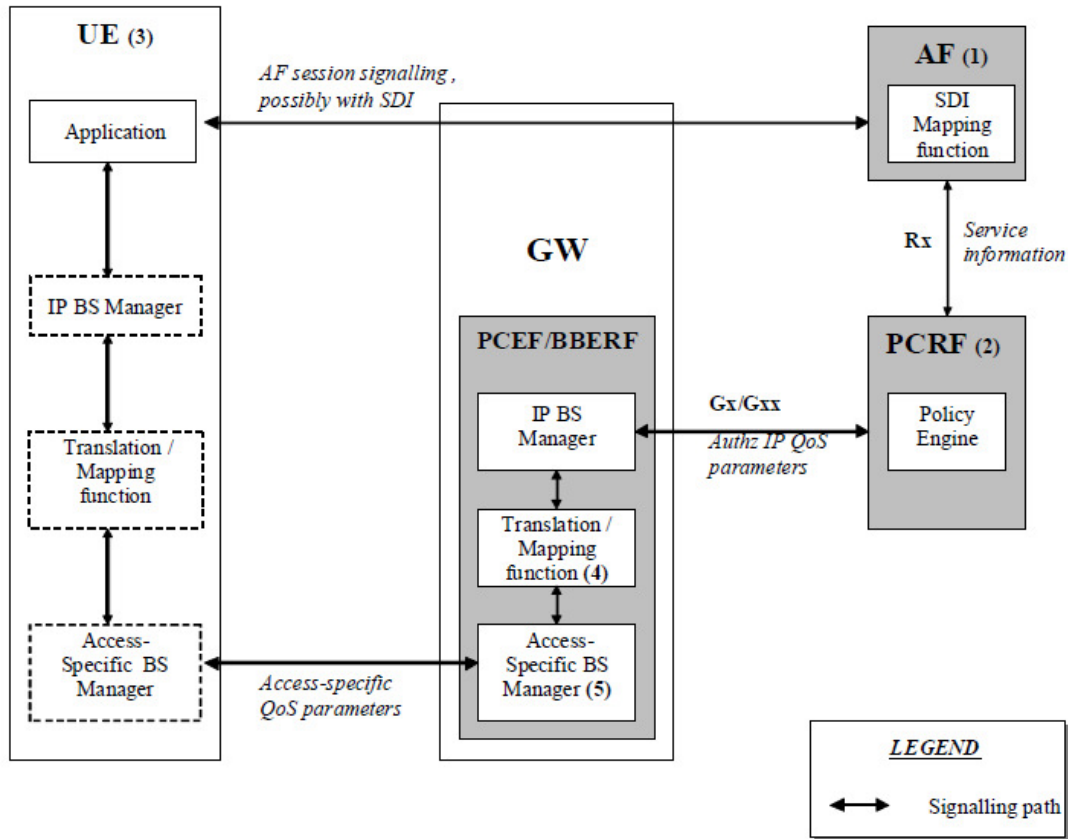 UE (3)
AF session signalling ,
possibly with SDI
AF (1)
SDI
Mapping
function
Application
GW
Rx
Service
information
IP BS Manager
PCEF/BBERF
PCRF (2)
IP BS
Manager
Gx/Gxx
Authz IP QoS
parameters
Policy
Engine
Translation /
Mapping
function
Translation /
Mapping
function (4)
Access-
Specific BS
Manager
Access-specific
QoS parameters
Access-
Specific BS
Manager (5)
LEGEND
Signalling path